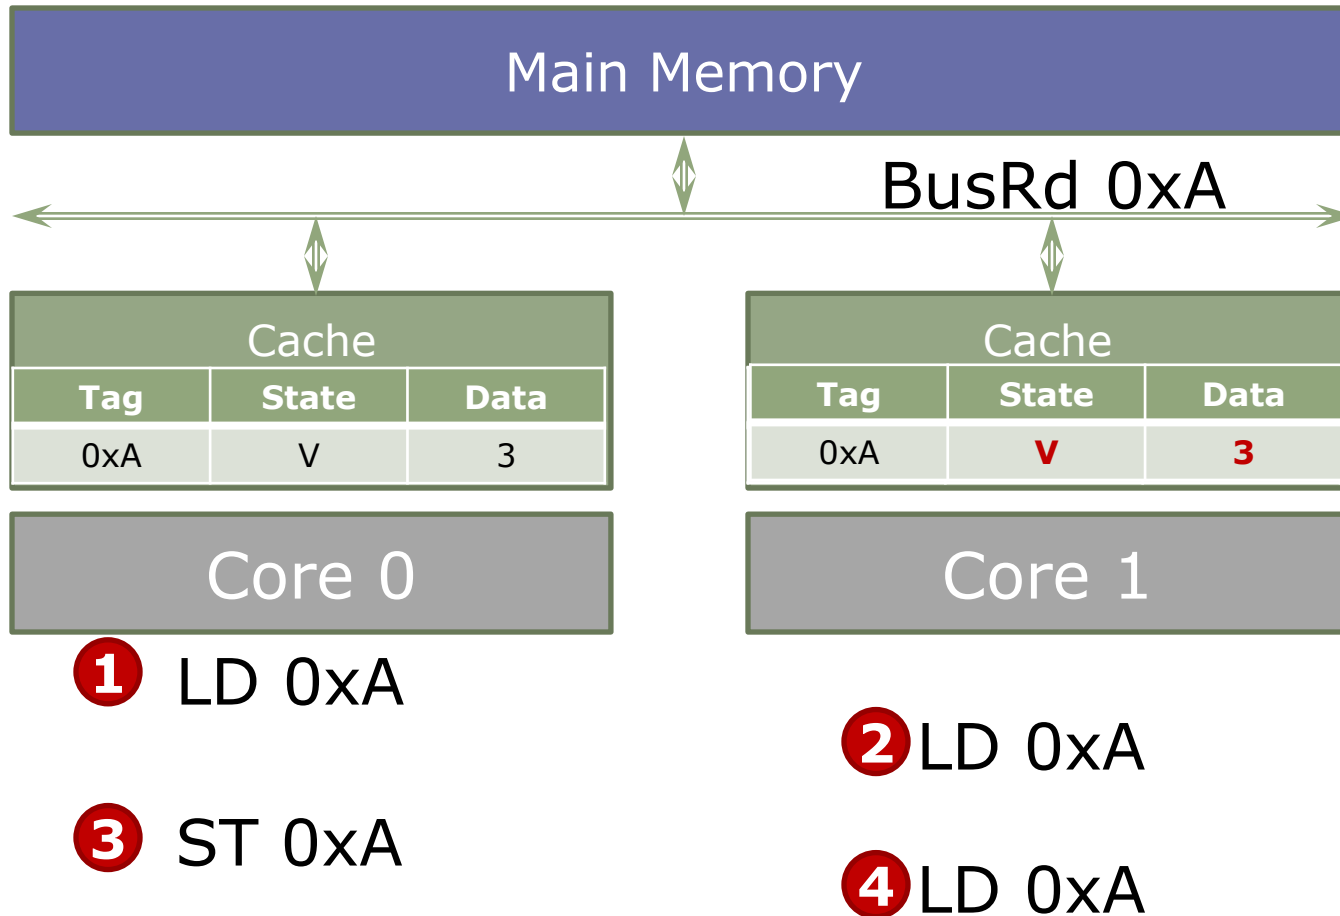 Main Memory
BusRd 0xA
Cache
Tag State Data
0xA V 3
Cache
Tag State Data
0xA V 3
Core 0
Core 1
1 LD 0xA
2 LD 0xA
3 ST 0xA
4 LD 0xA